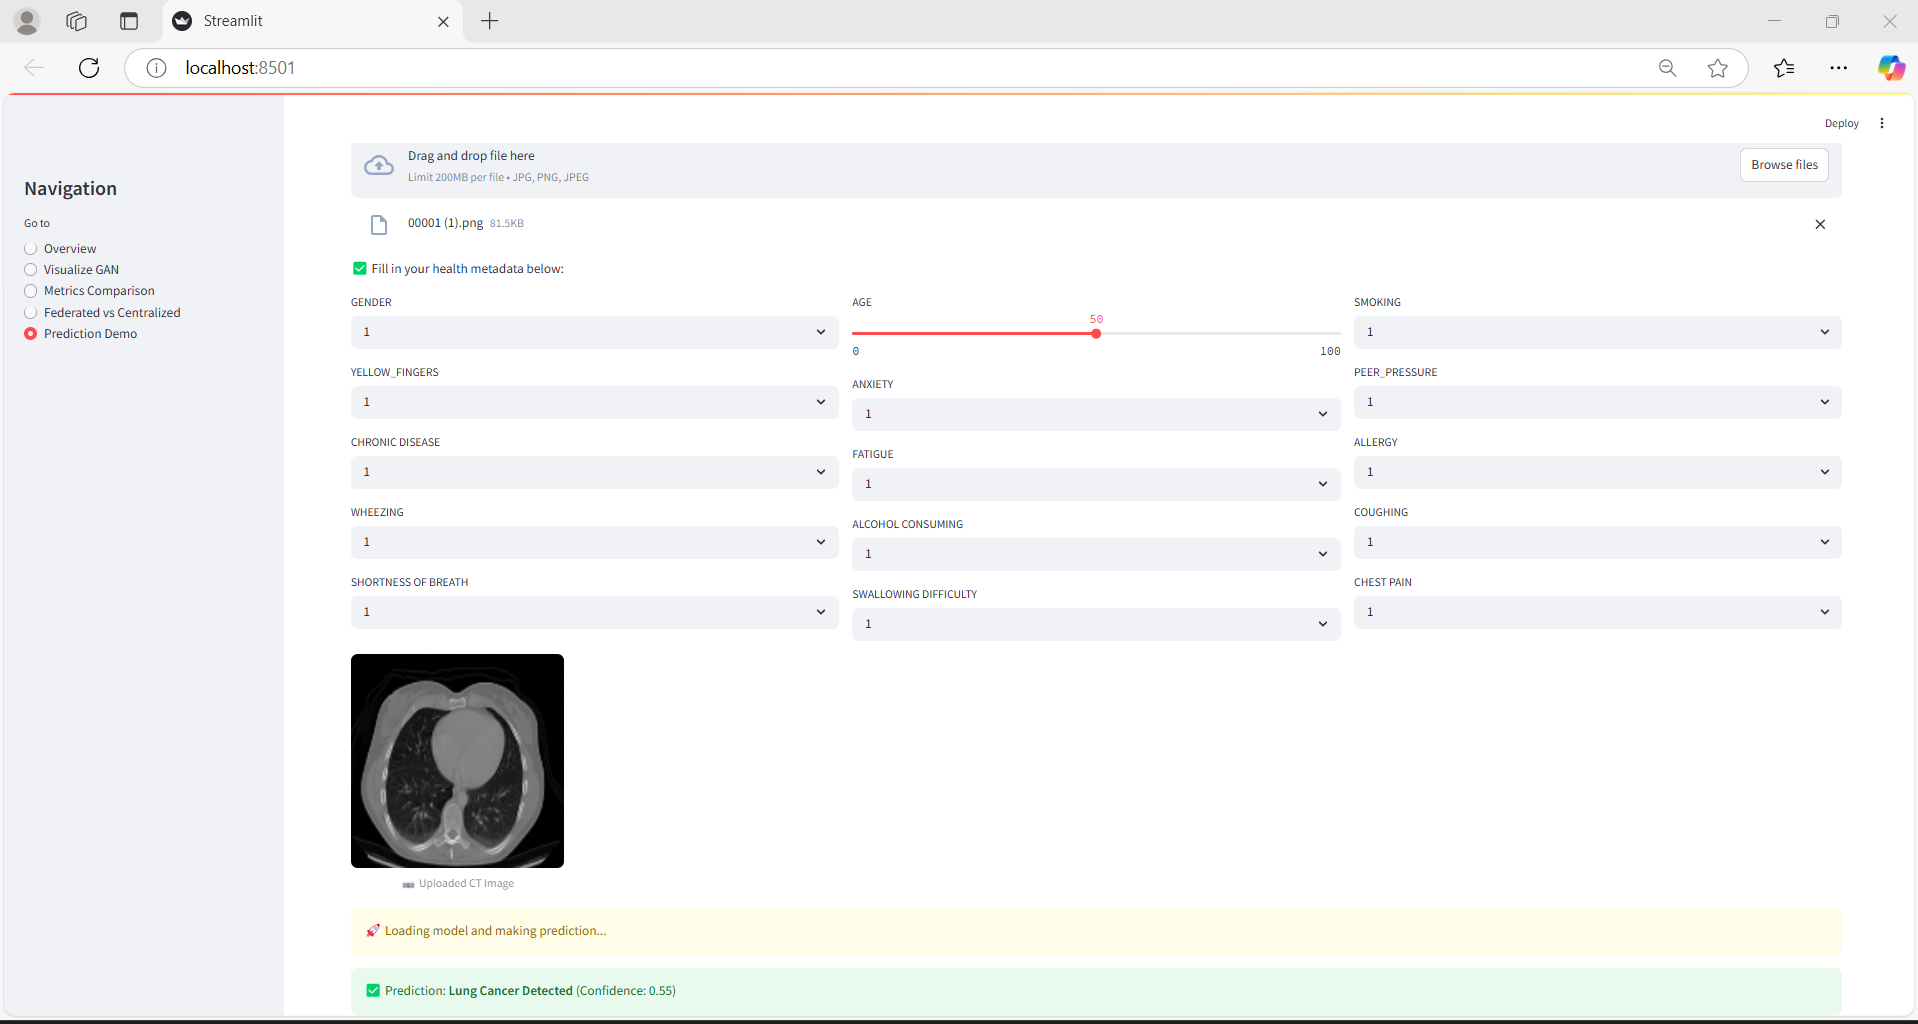 Streamlit
localhost:8501
Deploy
Navigation
Go to
Overview
Visualize GAN
Metrics Comparison
Federated vs Centralized
Prediction Demo
Drag and drop file here
Limit 200MB per file • JPG, PNG, JPEG
Browse files
00001 (1).png 81.5KB
✅ Fill in your health metadata below:
GENDER
1
AGE
50
0 100
SMOKING
1
YELLOW_FINGERS
1
ANXIETY
1
PEER_PRESSURE
1
CHRONIC DISEASE
1
FATIGUE
1
ALLERGY
1
WHEEZING
1
ALCOHOL CONSUMING
1
COUGHING
1
SHORTNESS OF BREATH
1
SWALLOWING DIFFICULTY
1
CHEST PAIN
1
Uploaded CT Image
🚀 Loading model and making prediction...
✅ Prediction: Lung Cancer Detected (Confidence: 0.55)